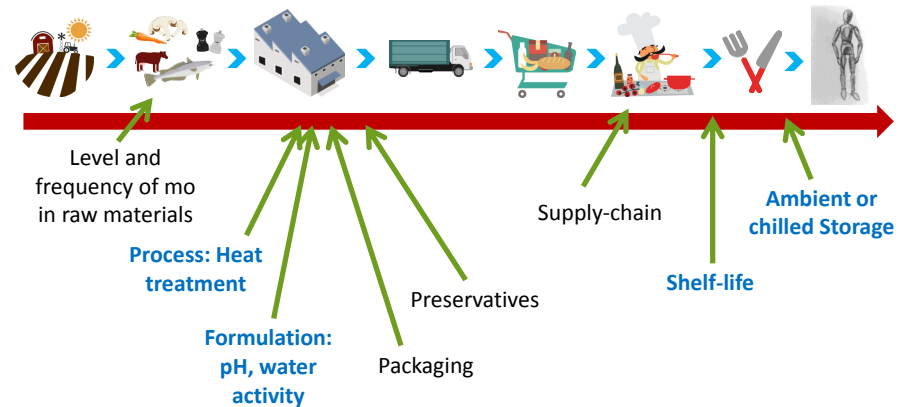 Level and
frequency of mo
in raw materials
Process: Heat
treatment
Formulation:
pH, water
activity
Packaging
Preservatives
Supply-chain
Shelf-life
Ambient or
chilled Storage